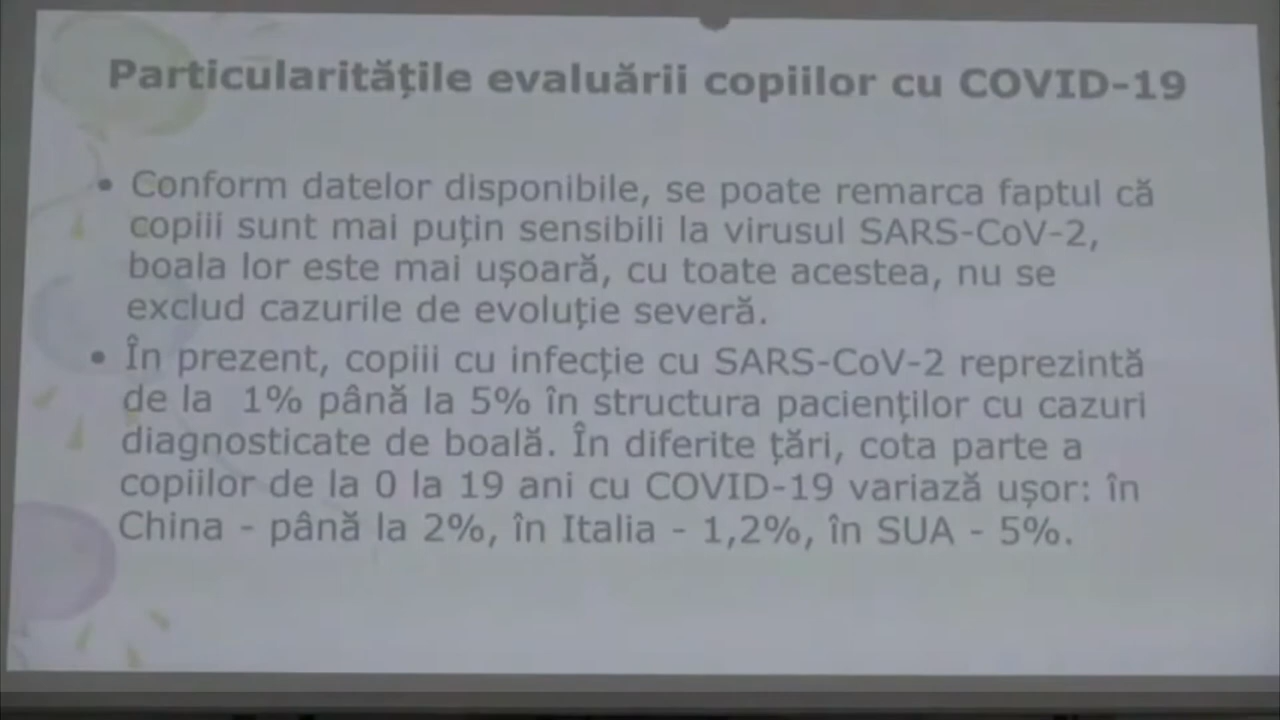 Particularitățile evaluării copiilor cu COVID-19
• Conform datelor disponibile, se poate remarca faptul că
copiii sunt mai puțin sensibili la virusul SARS-CoV-2,
boala lor este mai ușoară, cu toate acestea, nu se
exclud cazurile de evoluție severă.
• În prezent, copiii cu infecție cu SARS-CoV-2 reprezintă
de la 1% până la 5% în structura pacienților cu cazuri
diagnosticate de boală. În diferite țări, cota parte a
copiilor de la 0 la 19 ani cu COVID-19 variază ușor: în
China - până la 2%, în Italia - 1,2%, în SUA - 5%.